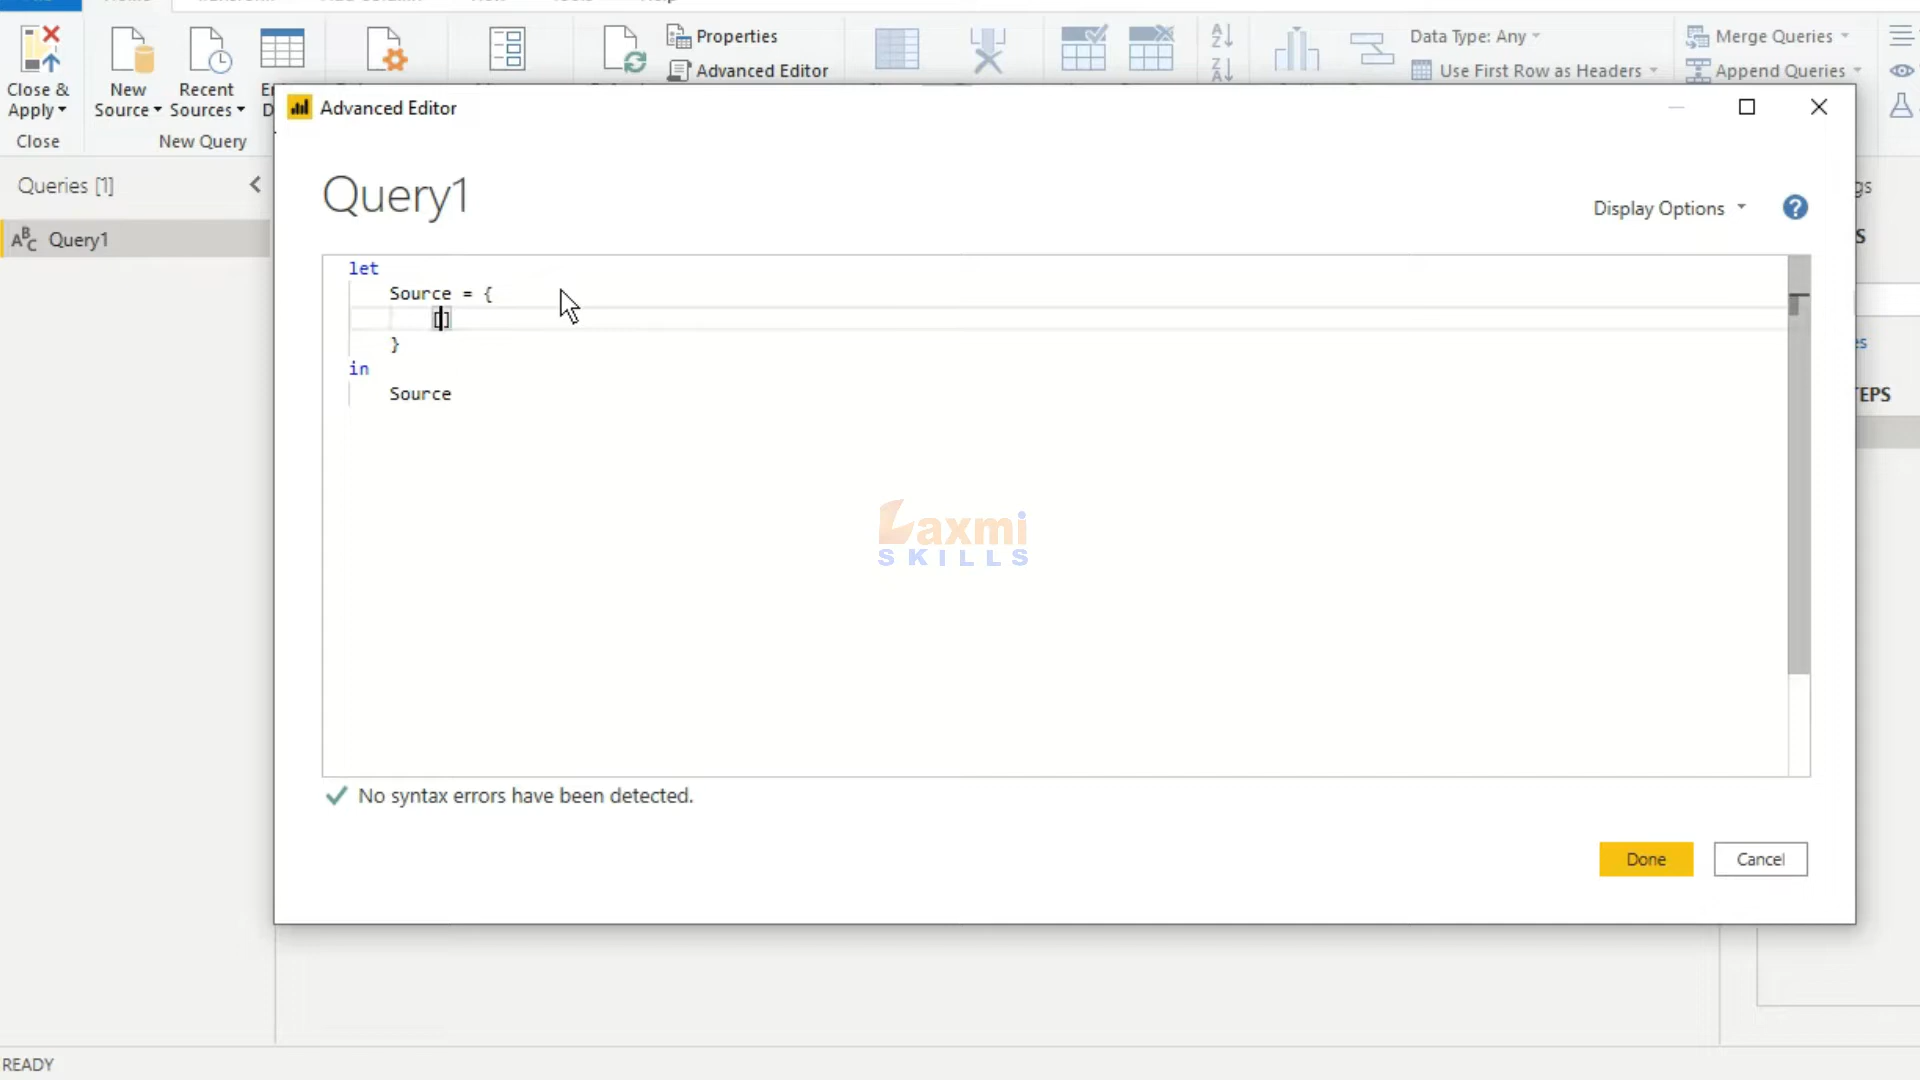 Properties
Data Type: Any
Merge Queries
Close & Apply
New Source
Recent Sources
Advanced Editor
Use First Row as Headers
Append Queries
Close
New Query
Advanced Editor
Queries [1]
Query1
Display Options
Query1
let
Source = {
[]
}
in
Source
Laxmi
SKILLS
No syntax errors have been detected.
Done
Cancel
READY